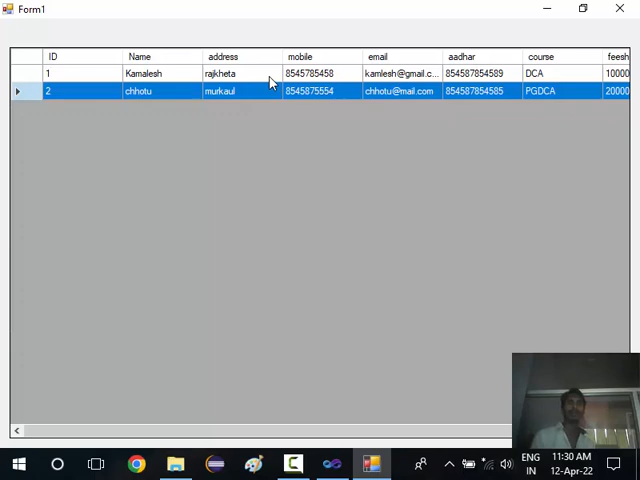 Form1
ID Name address mobile email aadhar course feesh
1 Kamalesh rajkheta 8545785458 kamlesh@gmail.c... 854587854589 DCA 10000
2 chhotu murkaul 8545875554 chhotu@mail.com 854587854585 PGDCA 20000
ENG 11:30 AM
IN 12-Apr-22